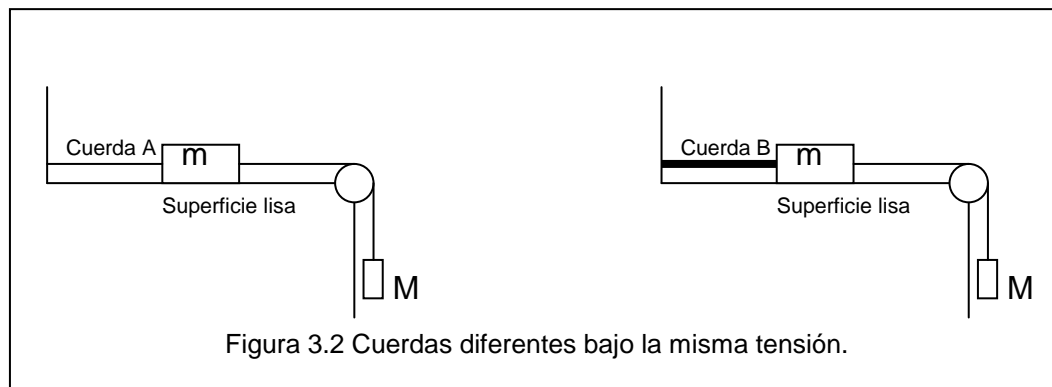 Cuerda A
m
Superficie lisa
M
Cuerda B
m
Superficie lisa
M
Figura 3.2 Cuerdas diferentes bajo la misma tensión.